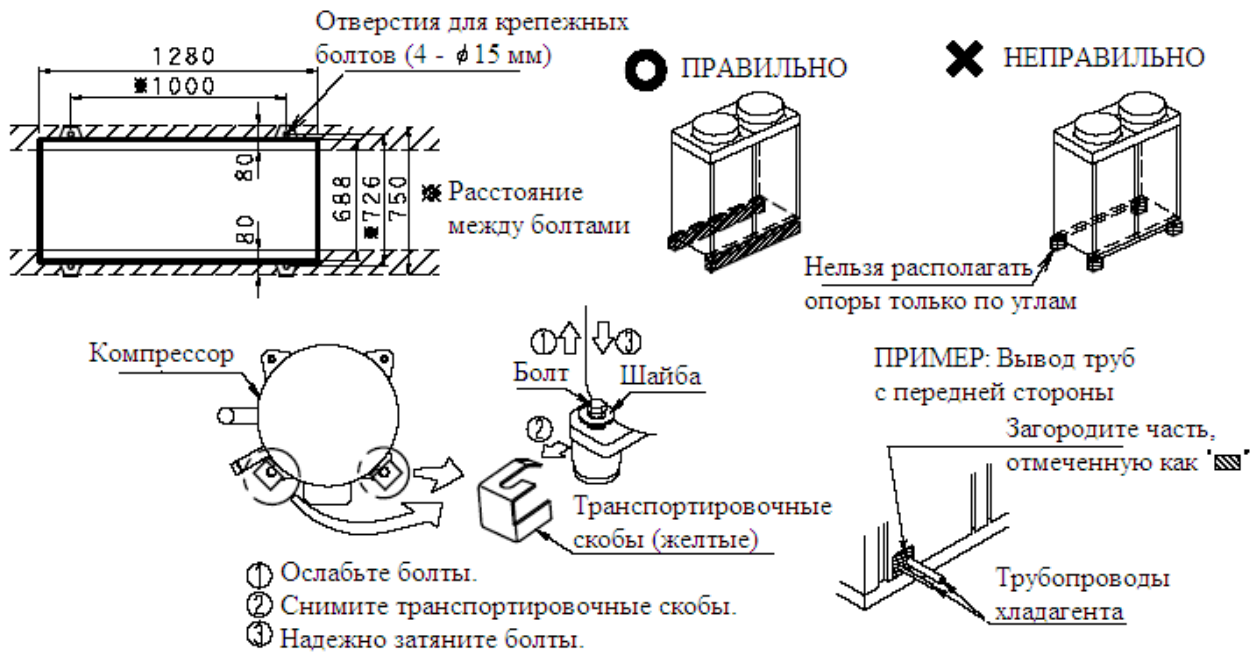 Отверстия для крепежных
болтов (4 - ϕ 15 мм)
1280
※1000
80
80
688
※726
750
※ Расстояние
между болтами
ПРАВИЛЬНО
НЕПРАВИЛЬНО
Нельзя располагать
опоры только по углам
Компрессор
① ③
Болт Шайба
②
Транспортировочные
скобы (желтые)
① Ослабьте болты.
② Снимите транспортировочные скобы.
③ Надежно затяните болты.
ПРИМЕР: Вывод труб
с передней стороны
Загородите часть,
отмеченную как "▧"
Трубопроводы
хладагента